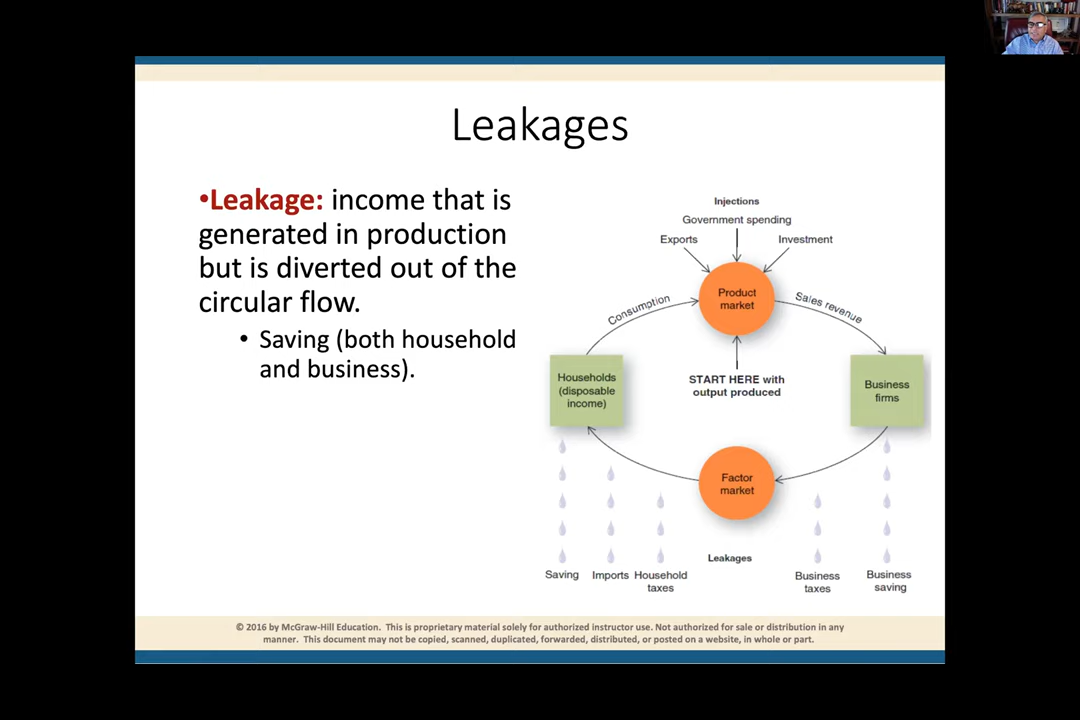 Leakages
•Leakage: income that is
generated in production
but is diverted out of the
circular flow.
• Saving (both household
and business).
Injections
Government spending
Exports
Investment
Consumption
Product
market
Sales revenue
START HERE with
output produced
Households
(disposable
income)
Business
firms
Factor
market
Leakages
Saving
Imports
Household
taxes
Business
taxes
Business
saving
© 2016 by McGraw-Hill Education. This is proprietary material solely for authorized instructor use. Not authorized for sale or distribution in any
manner. This document may not be copied, scanned, duplicated, forwarded, distributed, or posted on a website, in whole or part.